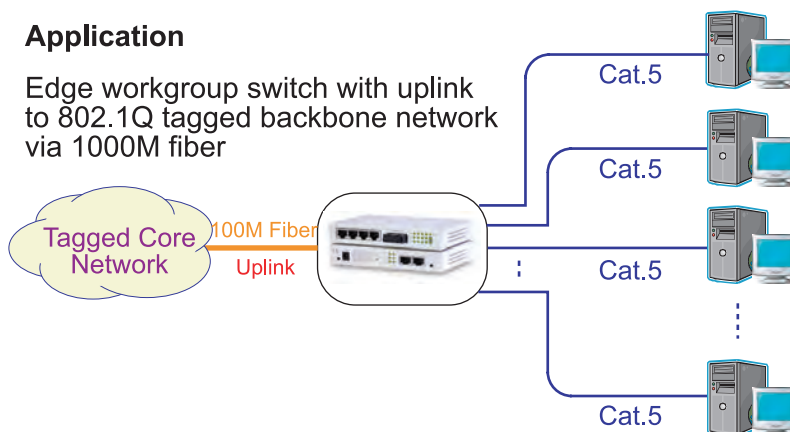 Application
Edge workgroup switch with uplink
to 802.1Q tagged backbone network
via 1000M fiber
Cat.5
Cat.5
Tagged Core
Network
100M Fiber
Uplink
Cat.5
Cat.5